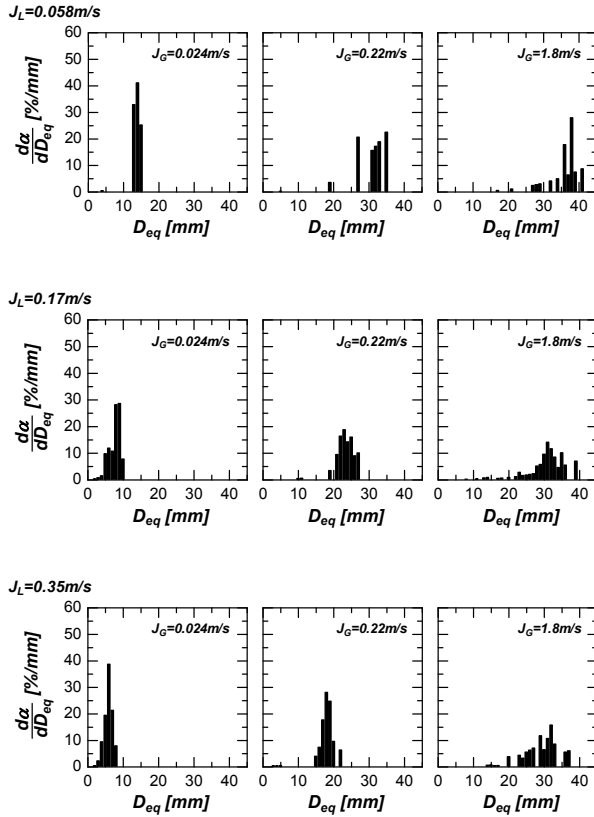 J_L=0.058m/s
60
50
40
30
20
10
0
dα/dD_eq [%/mm]
J_G=0.024m/s
J_G=0.22m/s
J_G=1.8m/s
0 10 20 30 40 0 10 20 30 40 0 10 20 30 40
D_eq [mm] D_eq [mm] D_eq [mm]
J_L=0.17m/s
60
50
40
30
20
10
0
dα/dD_eq [%/mm]
J_G=0.024m/s
J_G=0.22m/s
J_G=1.8m/s
0 10 20 30 40 0 10 20 30 40 0 10 20 30 40
D_eq [mm] D_eq [mm] D_eq [mm]
J_L=0.35m/s
60
50
40
30
20
10
0
dα/dD_eq [%/mm]
J_G=0.024m/s
J_G=0.22m/s
J_G=1.8m/s
0 10 20 30 40 0 10 20 30 40 0 10 20 30 40
D_eq [mm] D_eq [mm] D_eq [mm]